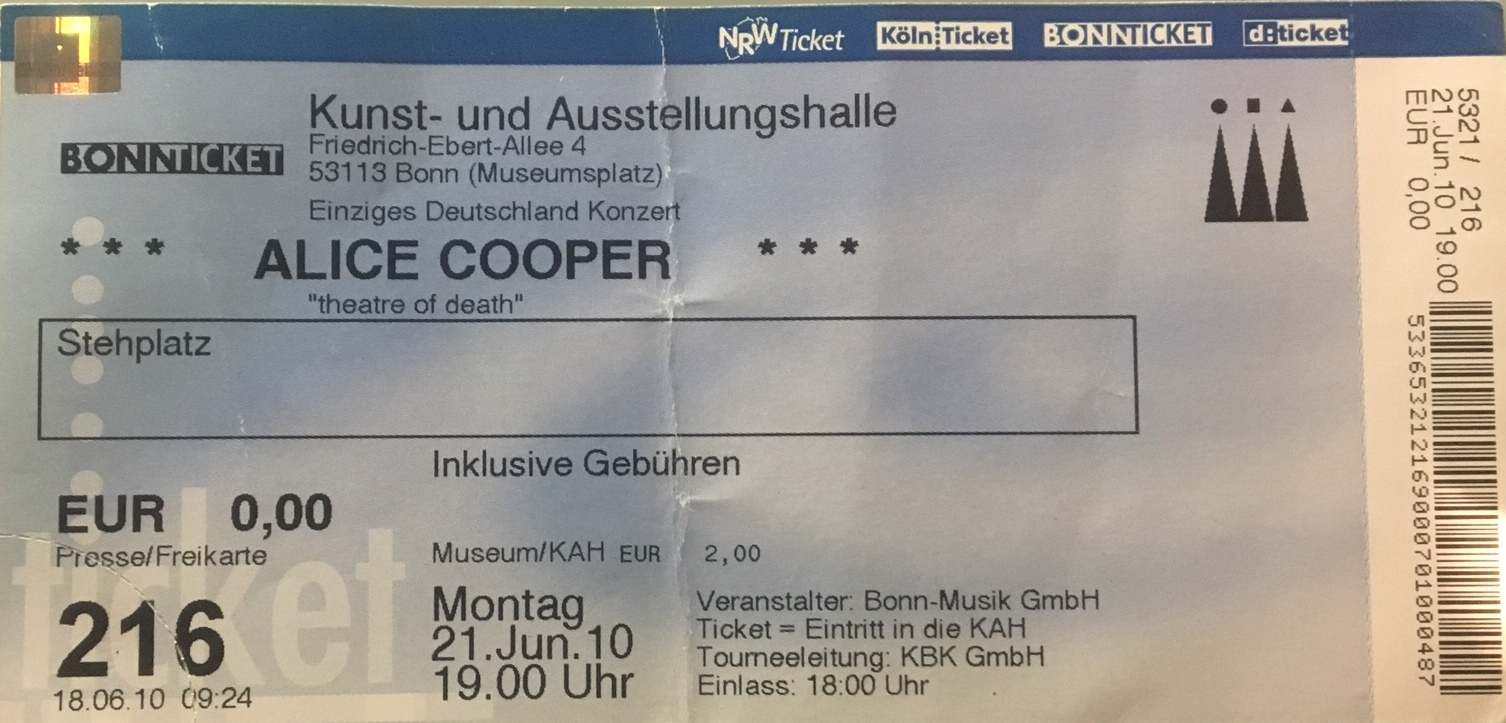 NRW Ticket Köln:Ticket BONNTICKET d:ticket
Kunst- und Ausstellungshalle
BONNTICKET
Friedrich-Ebert-Allee 4
53113 Bonn (Museumsplatz)
Einziges Deutschland Konzert
* * * ALICE COOPER * * *
"theatre of death"
Stehplatz
Inklusive Gebühren
EUR 0,00
Presse/Freikarte
Museum/KAH EUR 2,00
ticket
216
18.06.10 09:24
Montag
21.Jun.10
19.00 Uhr
Veranstalter: Bonn-Musik GmbH
Ticket = Eintritt in die KAH
Tourneeleitung: KBK GmbH
Einlass: 18:00 Uhr
5321 / 216
21.Jun.10 19.00
EUR 0,00
5336532121690007010000487